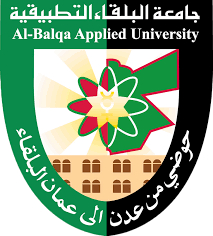 جامعة البلقاء التطبيقية
Al-Balqa Applied University
حوضي من عدن الى عمان البلقاء